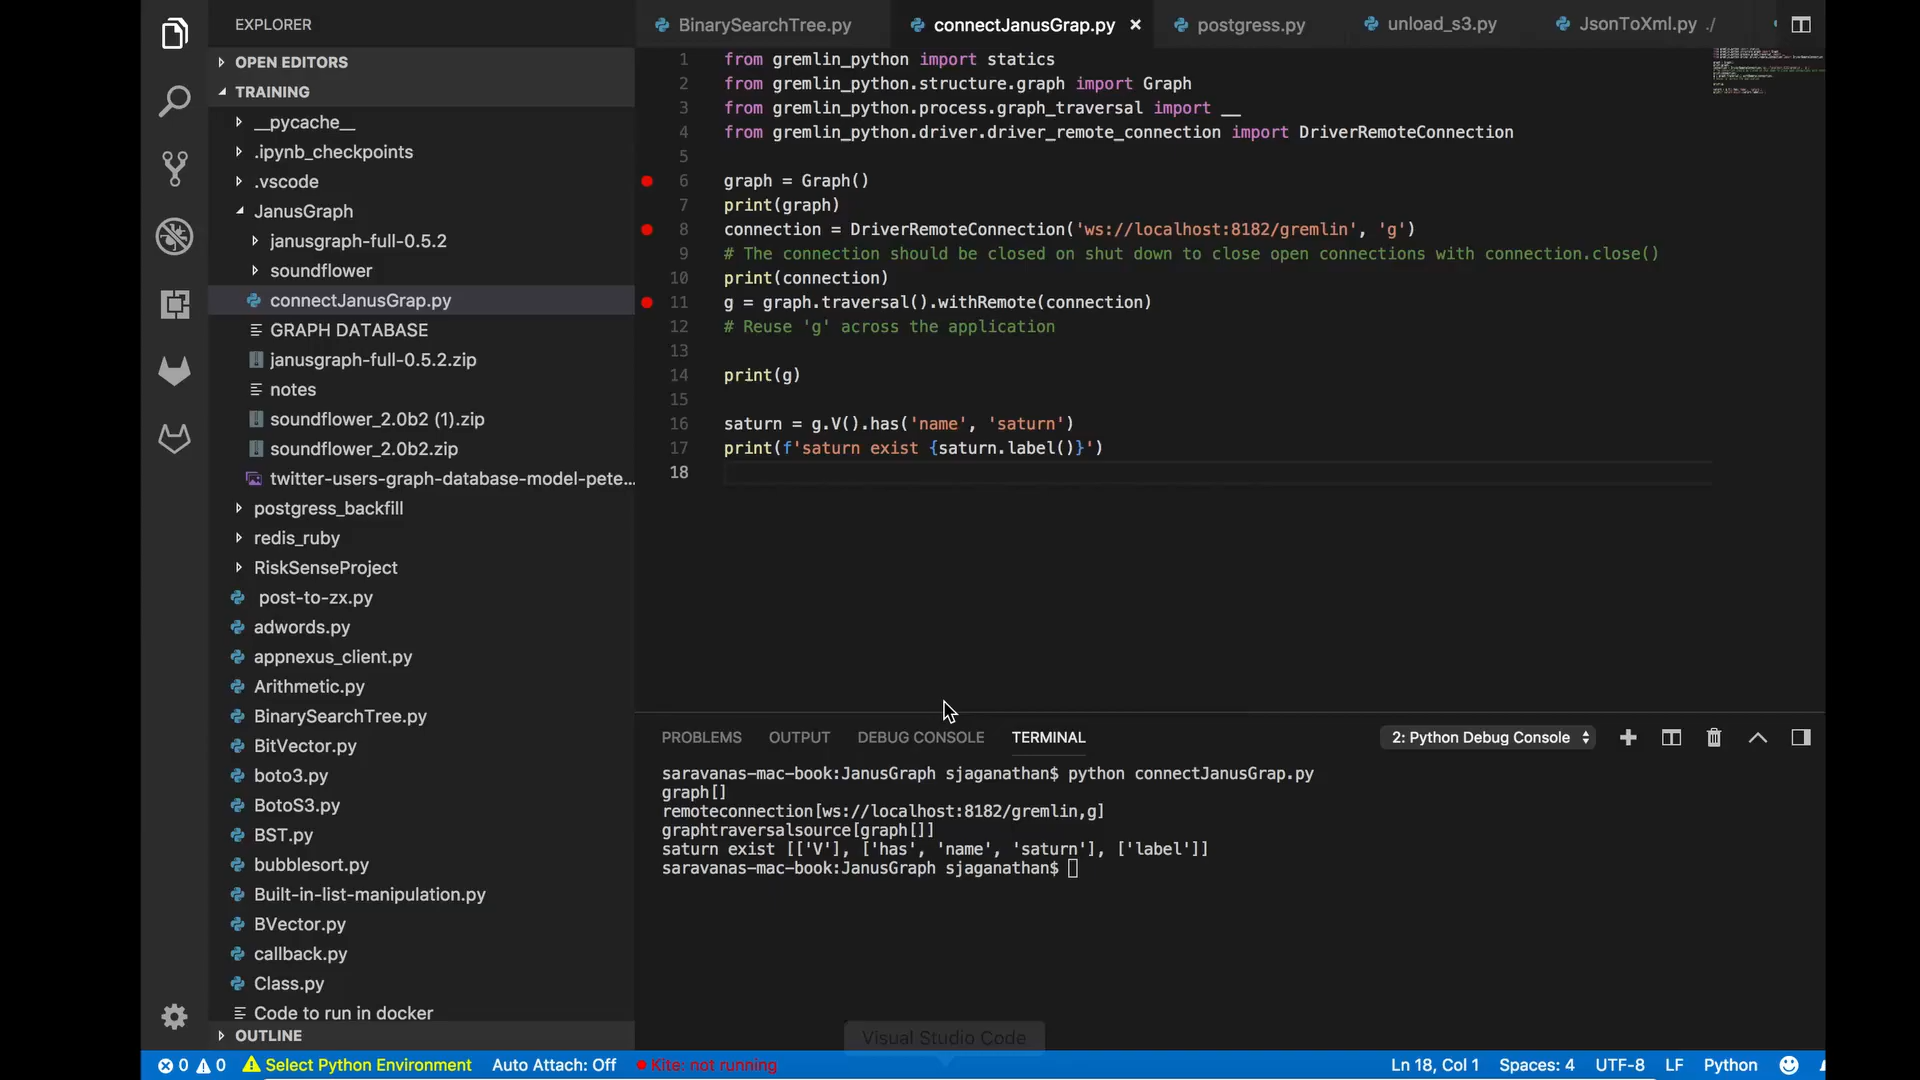 EXPLORER
OPEN EDITORS
TRAINING
__pycache__
.ipynb_checkpoints
.vscode
JanusGraph
janusgraph-full-0.5.2
soundflower
connectJanusGrap.py
GRAPH DATABASE
janusgraph-full-0.5.2.zip
notes
soundflower_2.0b2 (1).zip
soundflower_2.0b2.zip
twitter-users-graph-database-model-pete...
postgress_backfill
redis_ruby
RiskSenseProject
post-to-zx.py
adwords.py
appnexus_client.py
Arithmetic.py
BinarySearchTree.py
BitVector.py
boto3.py
BotoS3.py
BST.py
bubblesort.py
Built-in-list-manipulation.py
BVector.py
callback.py
Class.py
Code to run in docker
OUTLINE
BinarySearchTree.py connectJanusGrap.py × postgress.py unload_s3.py JsonToXml.py ./
1 from gremlin_python import statics
2 from gremlin_python.structure.graph import Graph
3 from gremlin_python.process.graph_traversal import __
4 from gremlin_python.driver.driver_remote_connection import DriverRemoteConnection
5
6 graph = Graph()
7 print(graph)
8 connection = DriverRemoteConnection('ws://localhost:8182/gremlin', 'g')
9 # The connection should be closed on shut down to close open connections with connection.close()
10 print(connection)
11 g = graph.traversal().withRemote(connection)
12 # Reuse 'g' across the application
13
14 print(g)
15
16 saturn = g.V().has('name', 'saturn')
17 print(f'saturn exist {saturn.label()}')
18
PROBLEMS OUTPUT DEBUG CONSOLE TERMINAL 2: Python Debug Console
saravanas-mac-book:JanusGraph sjaganathan$ python connectJanusGrap.py
graph[]
remoteconnection[ws://localhost:8182/gremlin,g]
graphtraversalsource[graph[]]
saturn exist [['V'], ['has', 'name', 'saturn'], ['label']]
saravanas-mac-book:JanusGraph sjaganathan$
Visual Studio Code
0 0 Select Python Environment Auto Attach: Off Kite: not running Ln 18, Col 1 Spaces: 4 UTF-8 LF Python